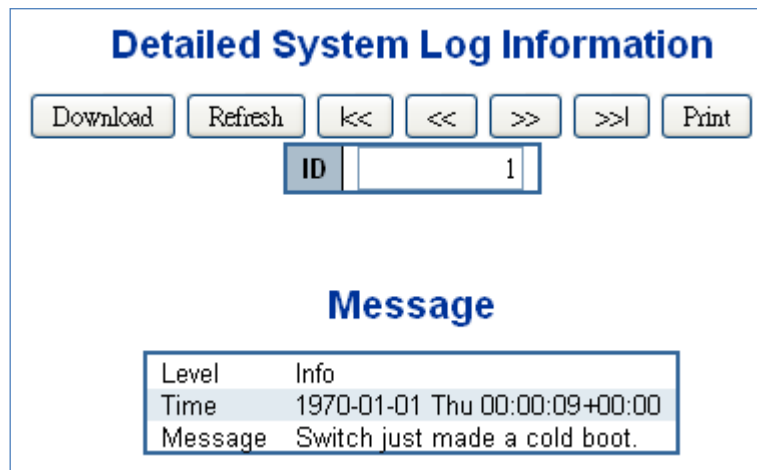 Detailed System Log Information
Download Refresh |<< << >> >>| Print
ID 1
Message
Level Info
Time 1970-01-01 Thu 00:00:09+00:00
Message Switch just made a cold boot.